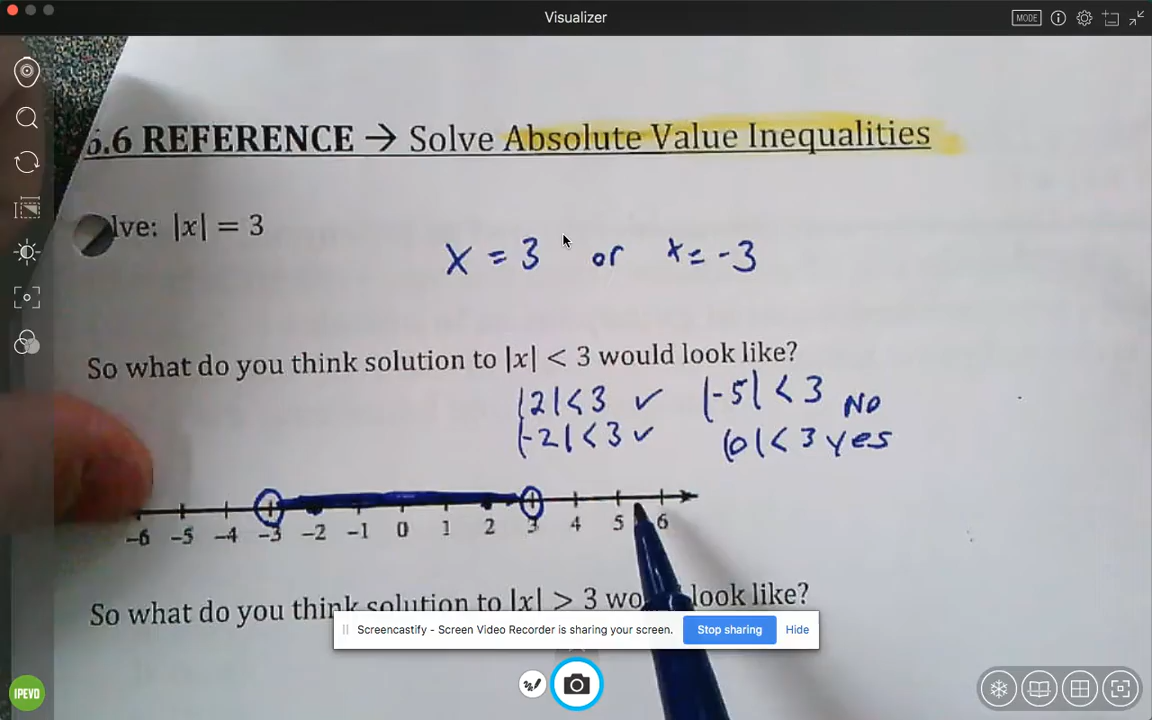 Visualizer
MODE
6.6 REFERENCE → Solve Absolute Value Inequalities
lve: |x| = 3
x = 3 or x = -3
So what do you think solution to |x| < 3 would look like?
|2| < 3 ✓ |-5| < 3 No
|-2| < 3 ✓ |0| < 3 yes
-6 -5 -4 -3 -2 -1 0 1 2 3 4 5 6
So what do you think solution to |x| > 3 wo look like?
Screencastify - Screen Video Recorder is sharing your screen. Stop sharing Hide
IPEVO